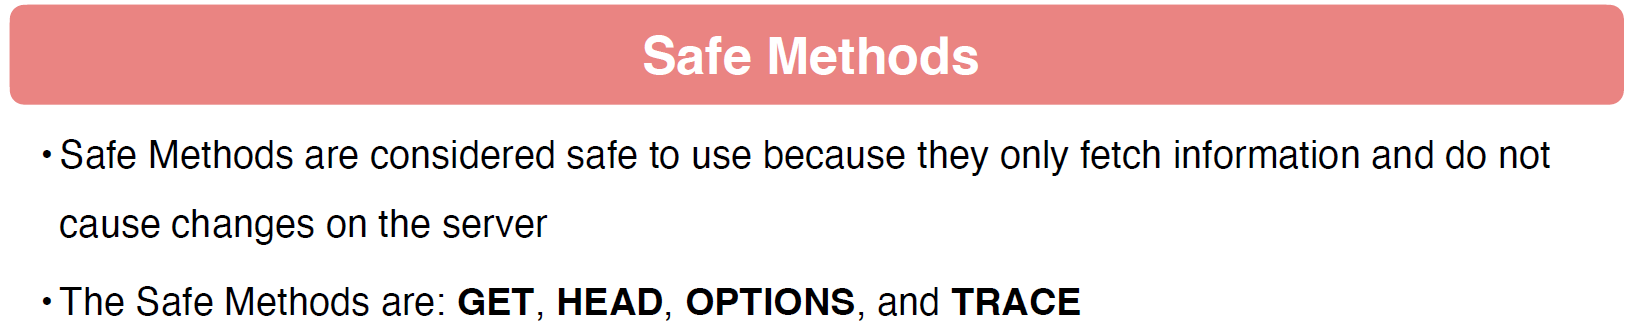 Safe Methods
• Safe Methods are considered safe to use because they only fetch information and do not
cause changes on the server
• The Safe Methods are: GET, HEAD, OPTIONS, and TRACE